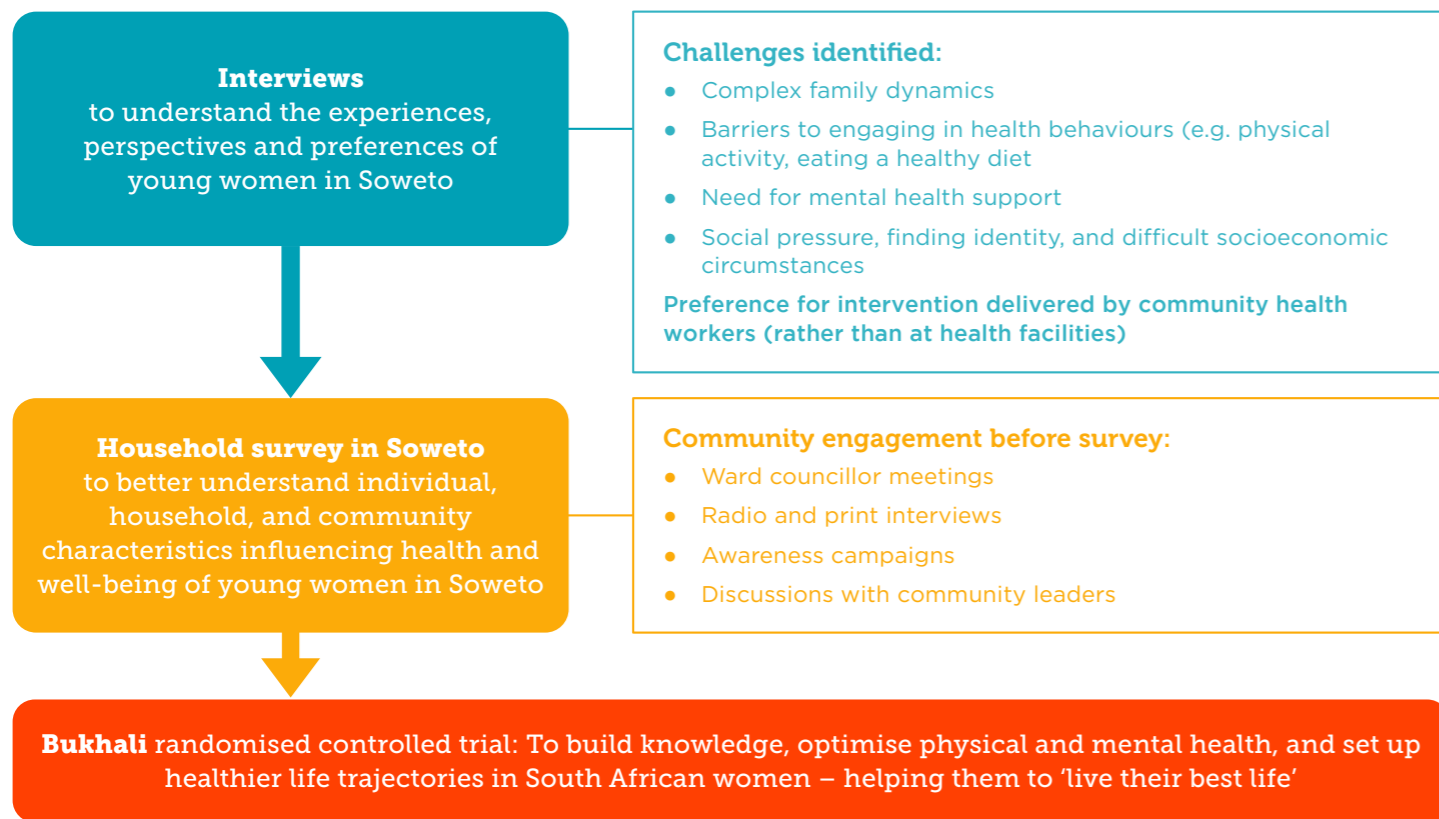 Interviews
to understand the experiences,
perspectives and preferences of
young women in Soweto
Challenges identified:
● Complex family dynamics
● Barriers to engaging in health behaviours (e.g. physical
activity, eating a healthy diet
● Need for mental health support
● Social pressure, finding identity, and difficult socioeconomic
circumstances
Preference for intervention delivered by community health
workers (rather than at health facilities)
Household survey in Soweto
to better understand individual,
household, and community
characteristics influencing health and
well-being of young women in Soweto
Community engagement before survey:
● Ward councillor meetings
● Radio and print interviews
● Awareness campaigns
● Discussions with community leaders
Bukhali randomised controlled trial: To build knowledge, optimise physical and mental health, and set up
healthier life trajectories in South African women – helping them to ‘live their best life’